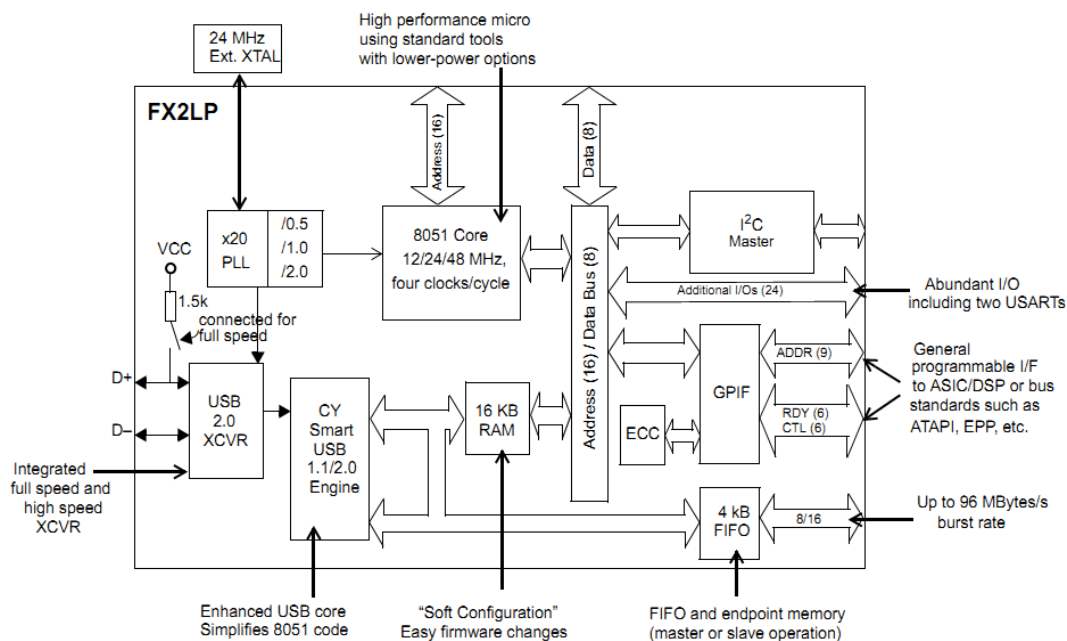 24 MHz
Ext. XTAL
High performance micro
using standard tools
with lower-power options
FX2LP
Address (16)
Data (8)
x20
PLL
/0.5
/1.0
/2.0
8051 Core
12/24/48 MHz,
four clocks/cycle
I²C
Master
VCC
1.5k
connected for
full speed
Additional I/Os (24)
Abundant I/O
including two USARTs
Address (16) / Data Bus (8)
ADDR (9)
GPIF
RDY (6)
CTL (6)
General
programmable I/F
to ASIC/DSP or bus
standards such as
ATAPI, EPP, etc.
D+
D–
USB
2.0
XCVR
CY
Smart
USB
1.1/2.0
Engine
16 KB
RAM
ECC
Integrated
full speed and
high speed
XCVR
4 kB
FIFO
8/16
Up to 96 MBytes/s
burst rate
Enhanced USB core
Simplifies 8051 code
“Soft Configuration”
Easy firmware changes
FIFO and endpoint memory
(master or slave operation)